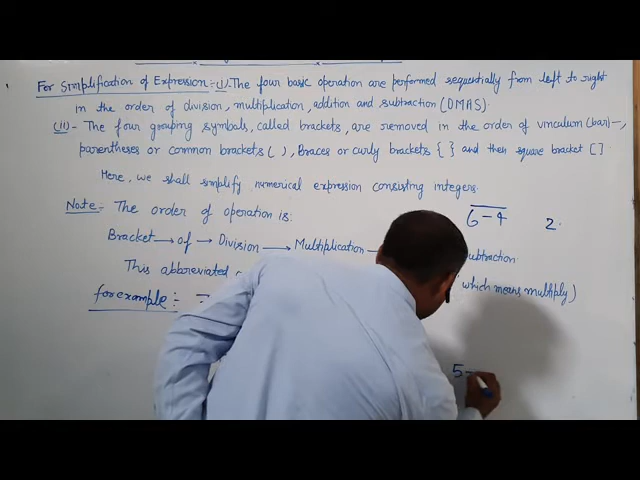 For Simplification of Expression:-(i). The four basic operation are performed sequentially from left to right
in the order of division, multiplication, addition and subtraction (DMAS).
(ii)- The four grouping symbols, called brackets, are removed in the order of vinculum (bar) —,
parentheses or common brackets ( ), Braces or curly brackets { } and then square bracket [ ]
Here, we shall simplify numerical expression consisting integers.
6-4 2.
Note:- The order of operation is:
Bracket → of → Division → Multiplication → subtraction
This abbreviated which means multiply)
for example :-
5-